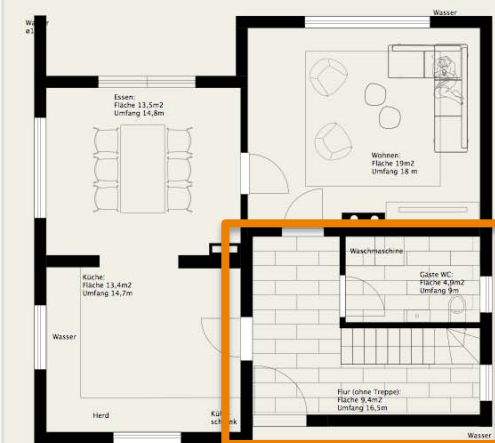 Wasser
Essen:
Fläche 13,5m2
Umfang 14,8m
Wohnen:
Fläche 19m2
Umfang 18 m
Waschmaschine
Gäste WC:
Fläche 4,9m2
Umfang 9m
Küche:
Fläche 13,4m2
Umfang 14,7m
Wasser
Flur (ohne Treppe):
Fläche 9,4m2
Umfang 16,5m
Herd
Wasser